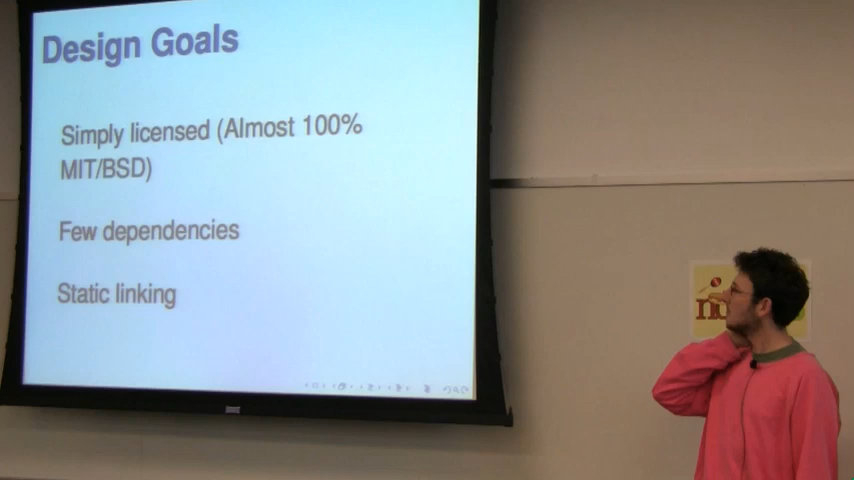 Design Goals
Simply licensed (Almost 100%
MIT/BSD)
Few dependencies
Static linking